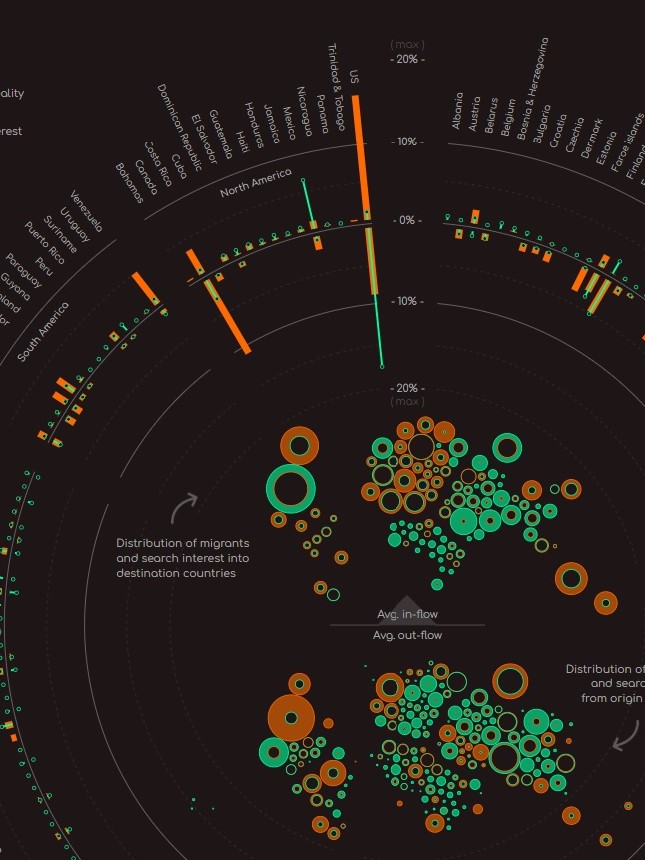 (max)
- 20% -
US
Trinidad & Tobago
Panama
Nicaragua
Mexico
Jamaica
Honduras
Haiti
Guatemala
El Salvador
Dominican Republic
Cuba
Costa Rica
Canada
Bahamas
North America
- 10% -
- 0% -
- 10% -
- 20% -
(max)
Albania
Austria
Belarus
Belgium
Bosnia & Herzegovina
Bulgaria
Croatia
Czechia
Denmark
Estonia
Faroe islands
Finland
ality
erest
Venezuela
Uruguay
Suriname
Puerto Rico
Peru
Paraguay
Guyana
nland
or
South America
Distribution of migrants
and search interest into
destination countries
Avg. in-flow
Avg. out-flow
Distribution of
and searc
from origin